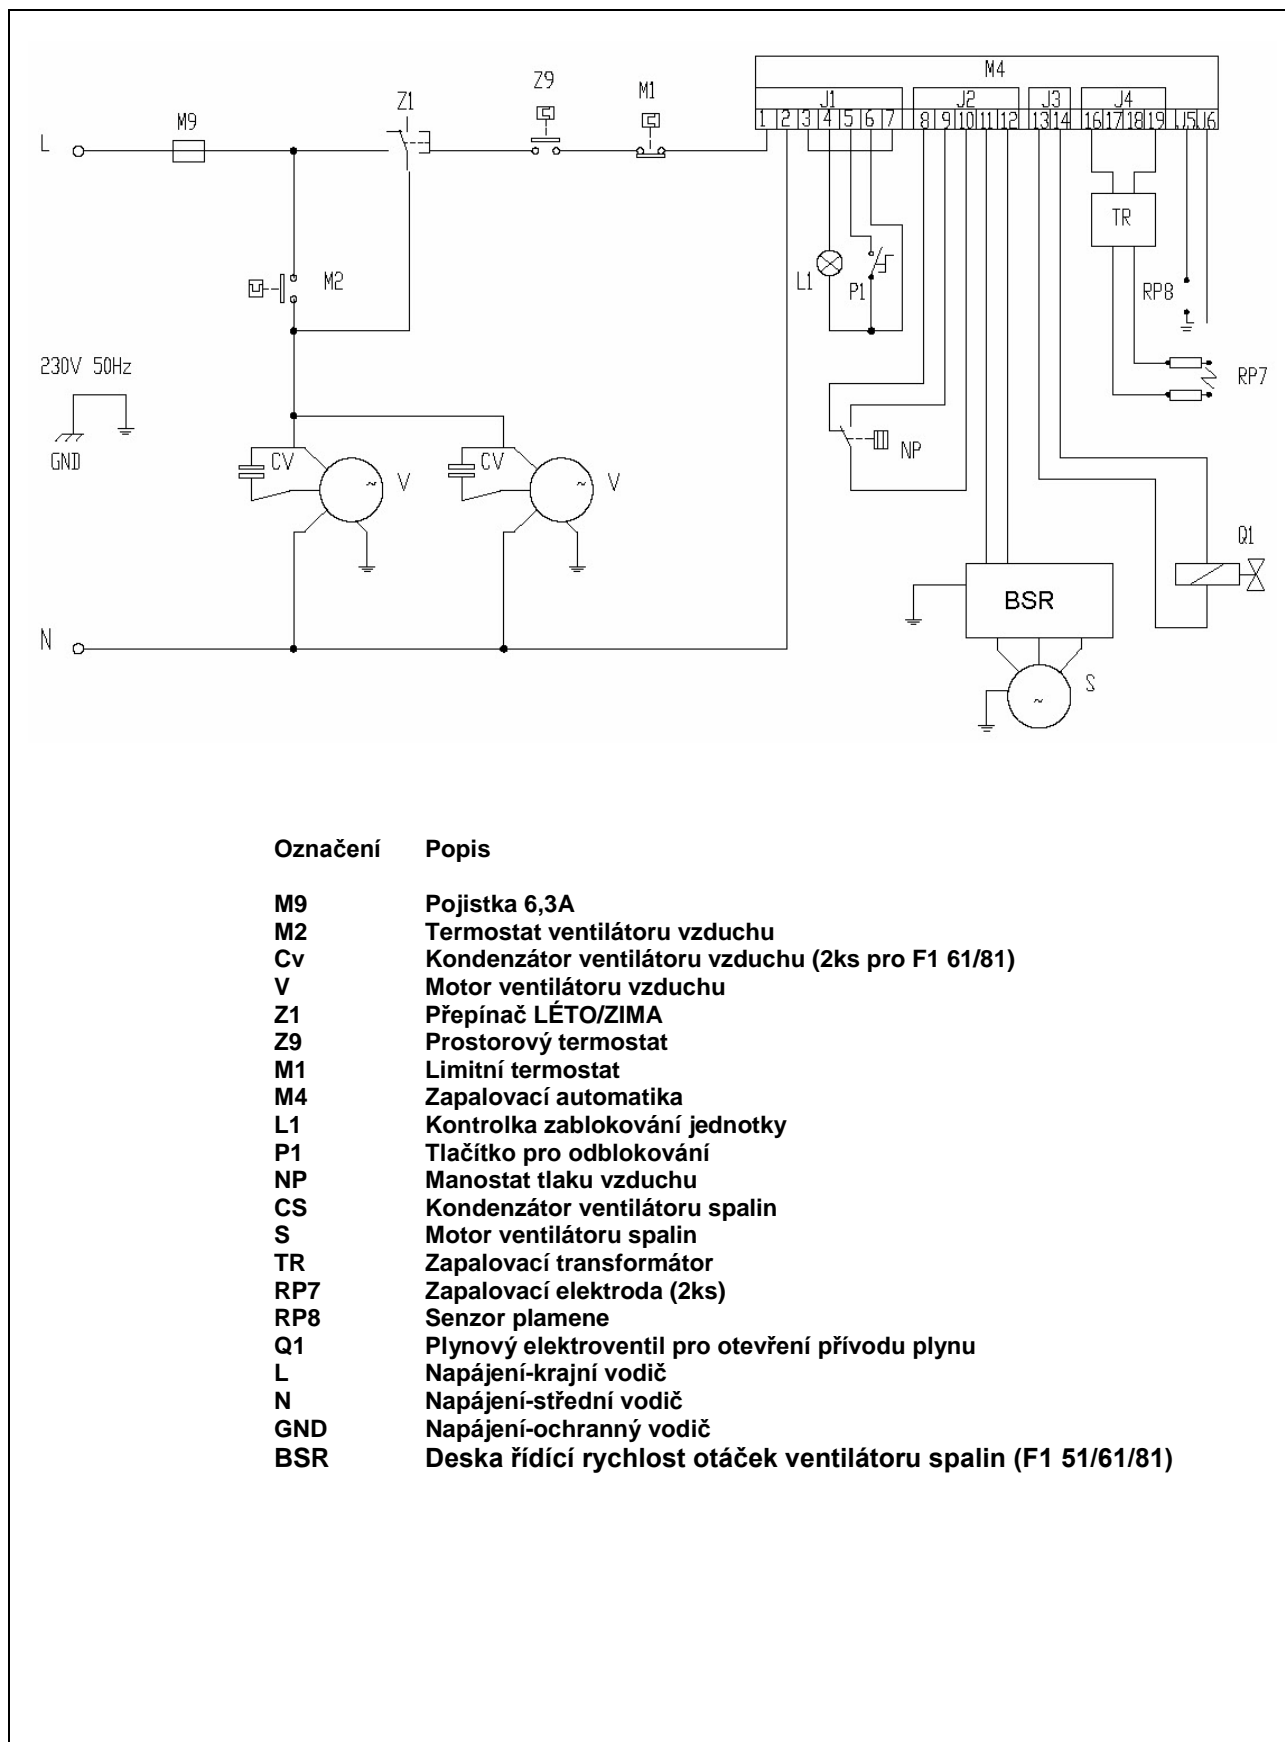 M4
Z9
M1
Z1
M9
J1
J2
J3
J4
1 2 3 4 5 6 7 8 9 10 11 12 13 14 16 17 18 19 J5 J6
L
TR
M2
L1
P1
RP8
230V 50Hz
RP7
GND
CV
V
CV
V
NP
Q1
BSR
N
S
~
~
~
Označení Popis
M9 Pojistka 6,3A
M2 Termostat ventilátoru vzduchu
Cv Kondenzátor ventilátoru vzduchu (2ks pro F1 61/81)
V Motor ventilátoru vzduchu
Z1 Přepínač LÉTO/ZIMA
Z9 Prostorový termostat
M1 Limitní termostat
M4 Zapalovací automatika
L1 Kontrolka zablokování jednotky
P1 Tlačítko pro odblokování
NP Manostat tlaku vzduchu
CS Kondenzátor ventilátoru spalin
S Motor ventilátoru spalin
TR Zapalovací transformátor
RP7 Zapalovací elektroda (2ks)
RP8 Senzor plamene
Q1 Plynový elektroventil pro otevření přívodu plynu
L Napájení-krajní vodič
N Napájení-střední vodič
GND Napájení-ochranný vodič
BSR Deska řídící rychlost otáček ventilátoru spalin (F1 51/61/81)